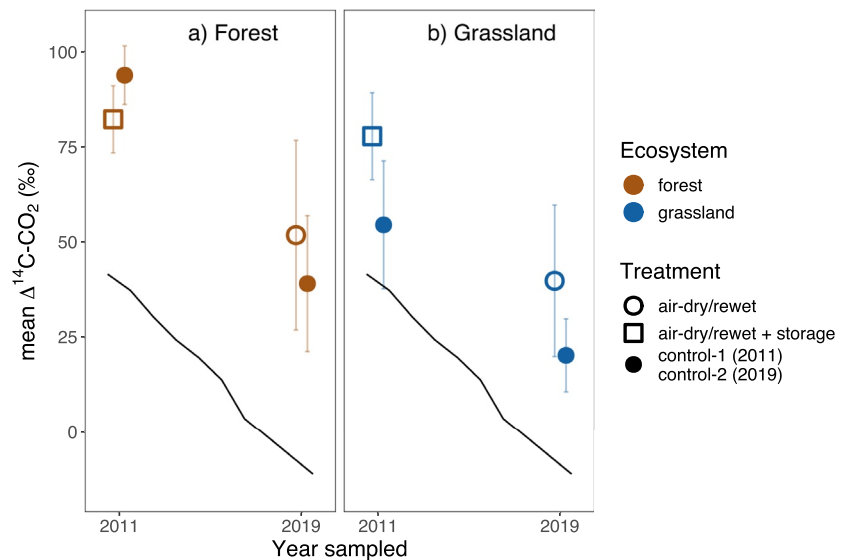 a) Forest
b) Grassland
100
75
50
25
0
mean Δ¹⁴C-CO₂ (‰)
2011
2019
2011
2019
Year sampled
Ecosystem
forest
grassland
Treatment
air-dry/rewet
air-dry/rewet + storage
control-1 (2011)
control-2 (2019)